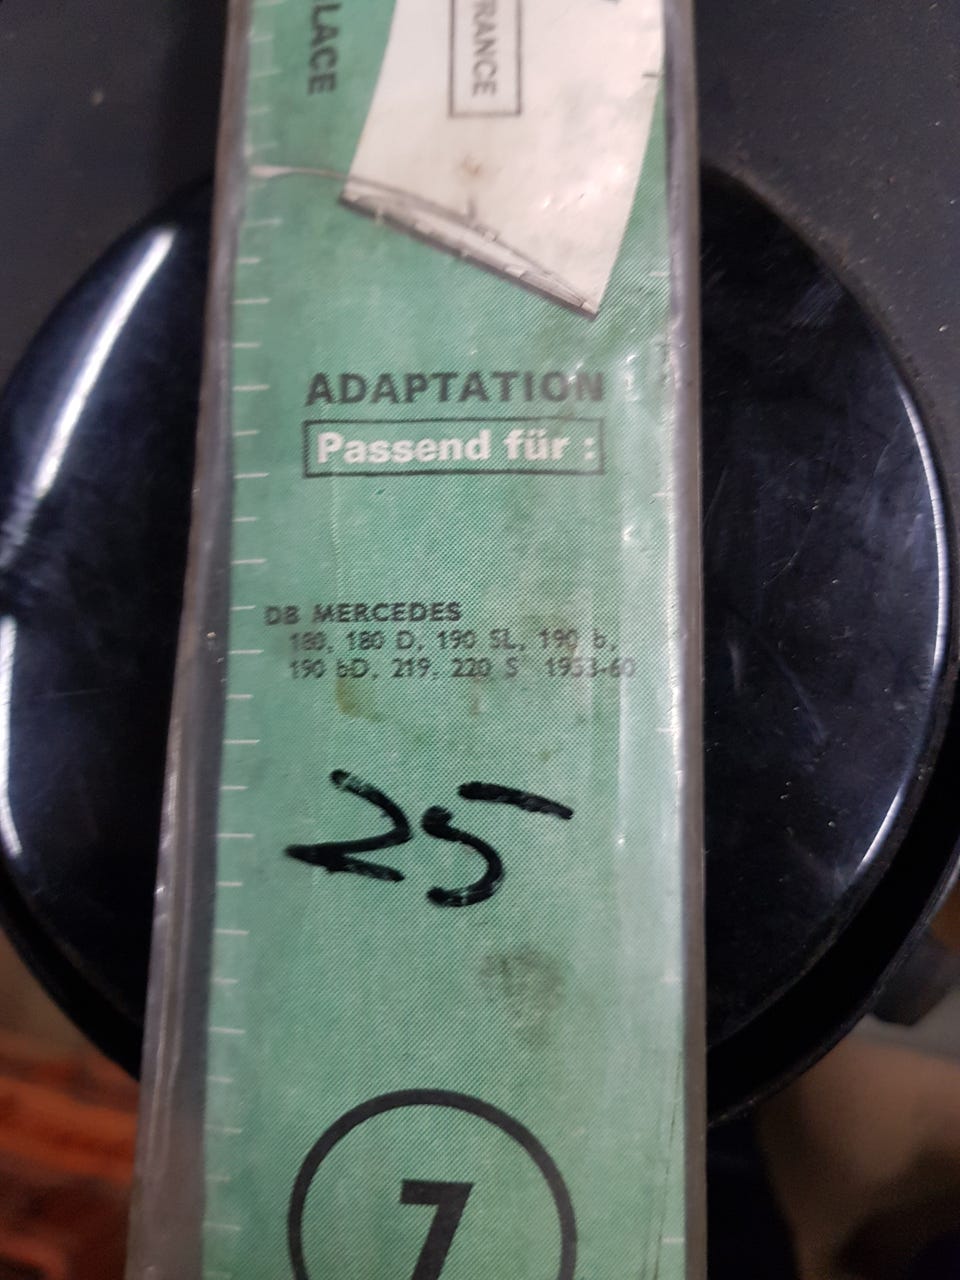 LACE
RANCE
ADAPTATION
Passend für :
DB MERCEDES
180, 180 D, 190 SL, 190 b,
190 bD, 219, 220 S 1953-60
25
7